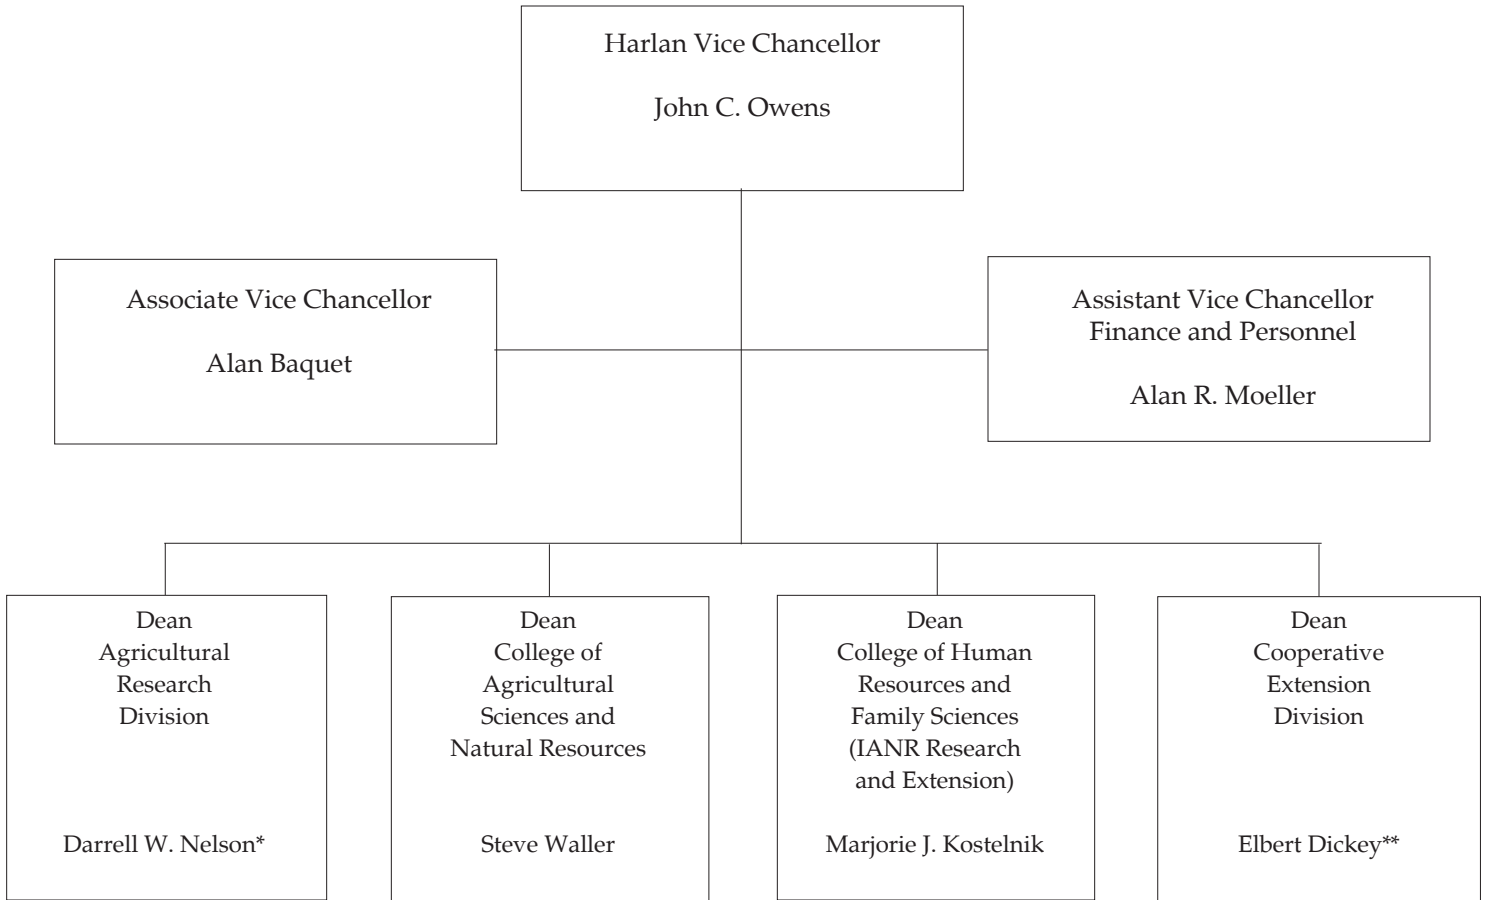 Harlan Vice Chancellor
John C. Owens
Associate Vice Chancellor
Alan Baquet
Assistant Vice Chancellor
Finance and Personnel
Alan R. Moeller
Dean
Agricultural
Research
Division
Darrell W. Nelson*
Dean
College of
Agricultural
Sciences and
Natural Resources
Steve Waller
Dean
College of Human
Resources and
Family Sciences
(IANR Research
and Extension)
Marjorie J. Kostelnik
Dean
Cooperative
Extension
Division
Elbert Dickey**